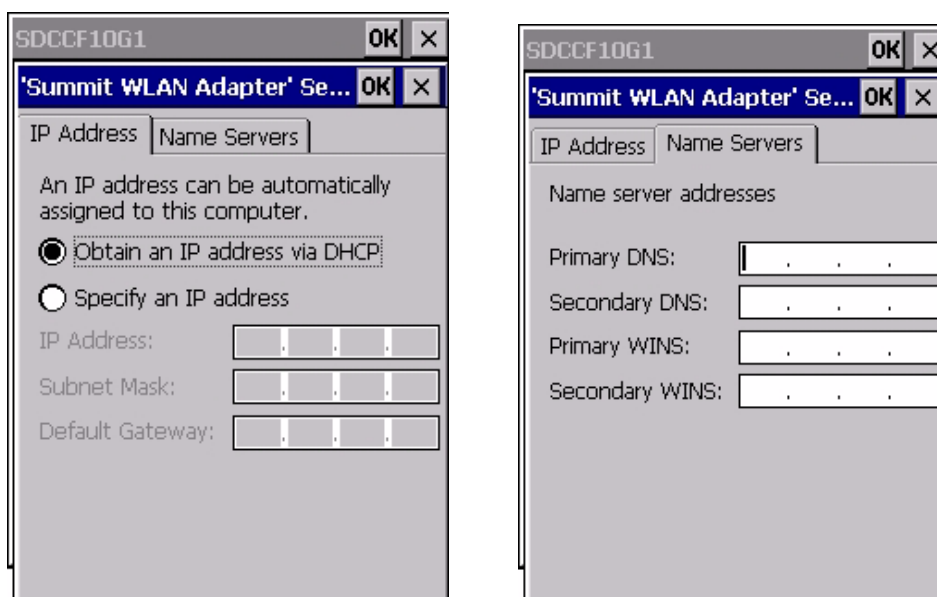 SDCCF10G1 OK ×
'Summit WLAN Adapter' Se... OK ×
IP Address Name Servers
An IP address can be automatically
assigned to this computer.
Obtain an IP address via DHCP
Specify an IP address
IP Address: . . .
Subnet Mask: . . .
Default Gateway: . . .
SDCCF10G1 OK ×
'Summit WLAN Adapter' Se... OK ×
IP Address Name Servers
Name server addresses
Primary DNS: . . .
Secondary DNS: . . .
Primary WINS: . . .
Secondary WINS: . . .